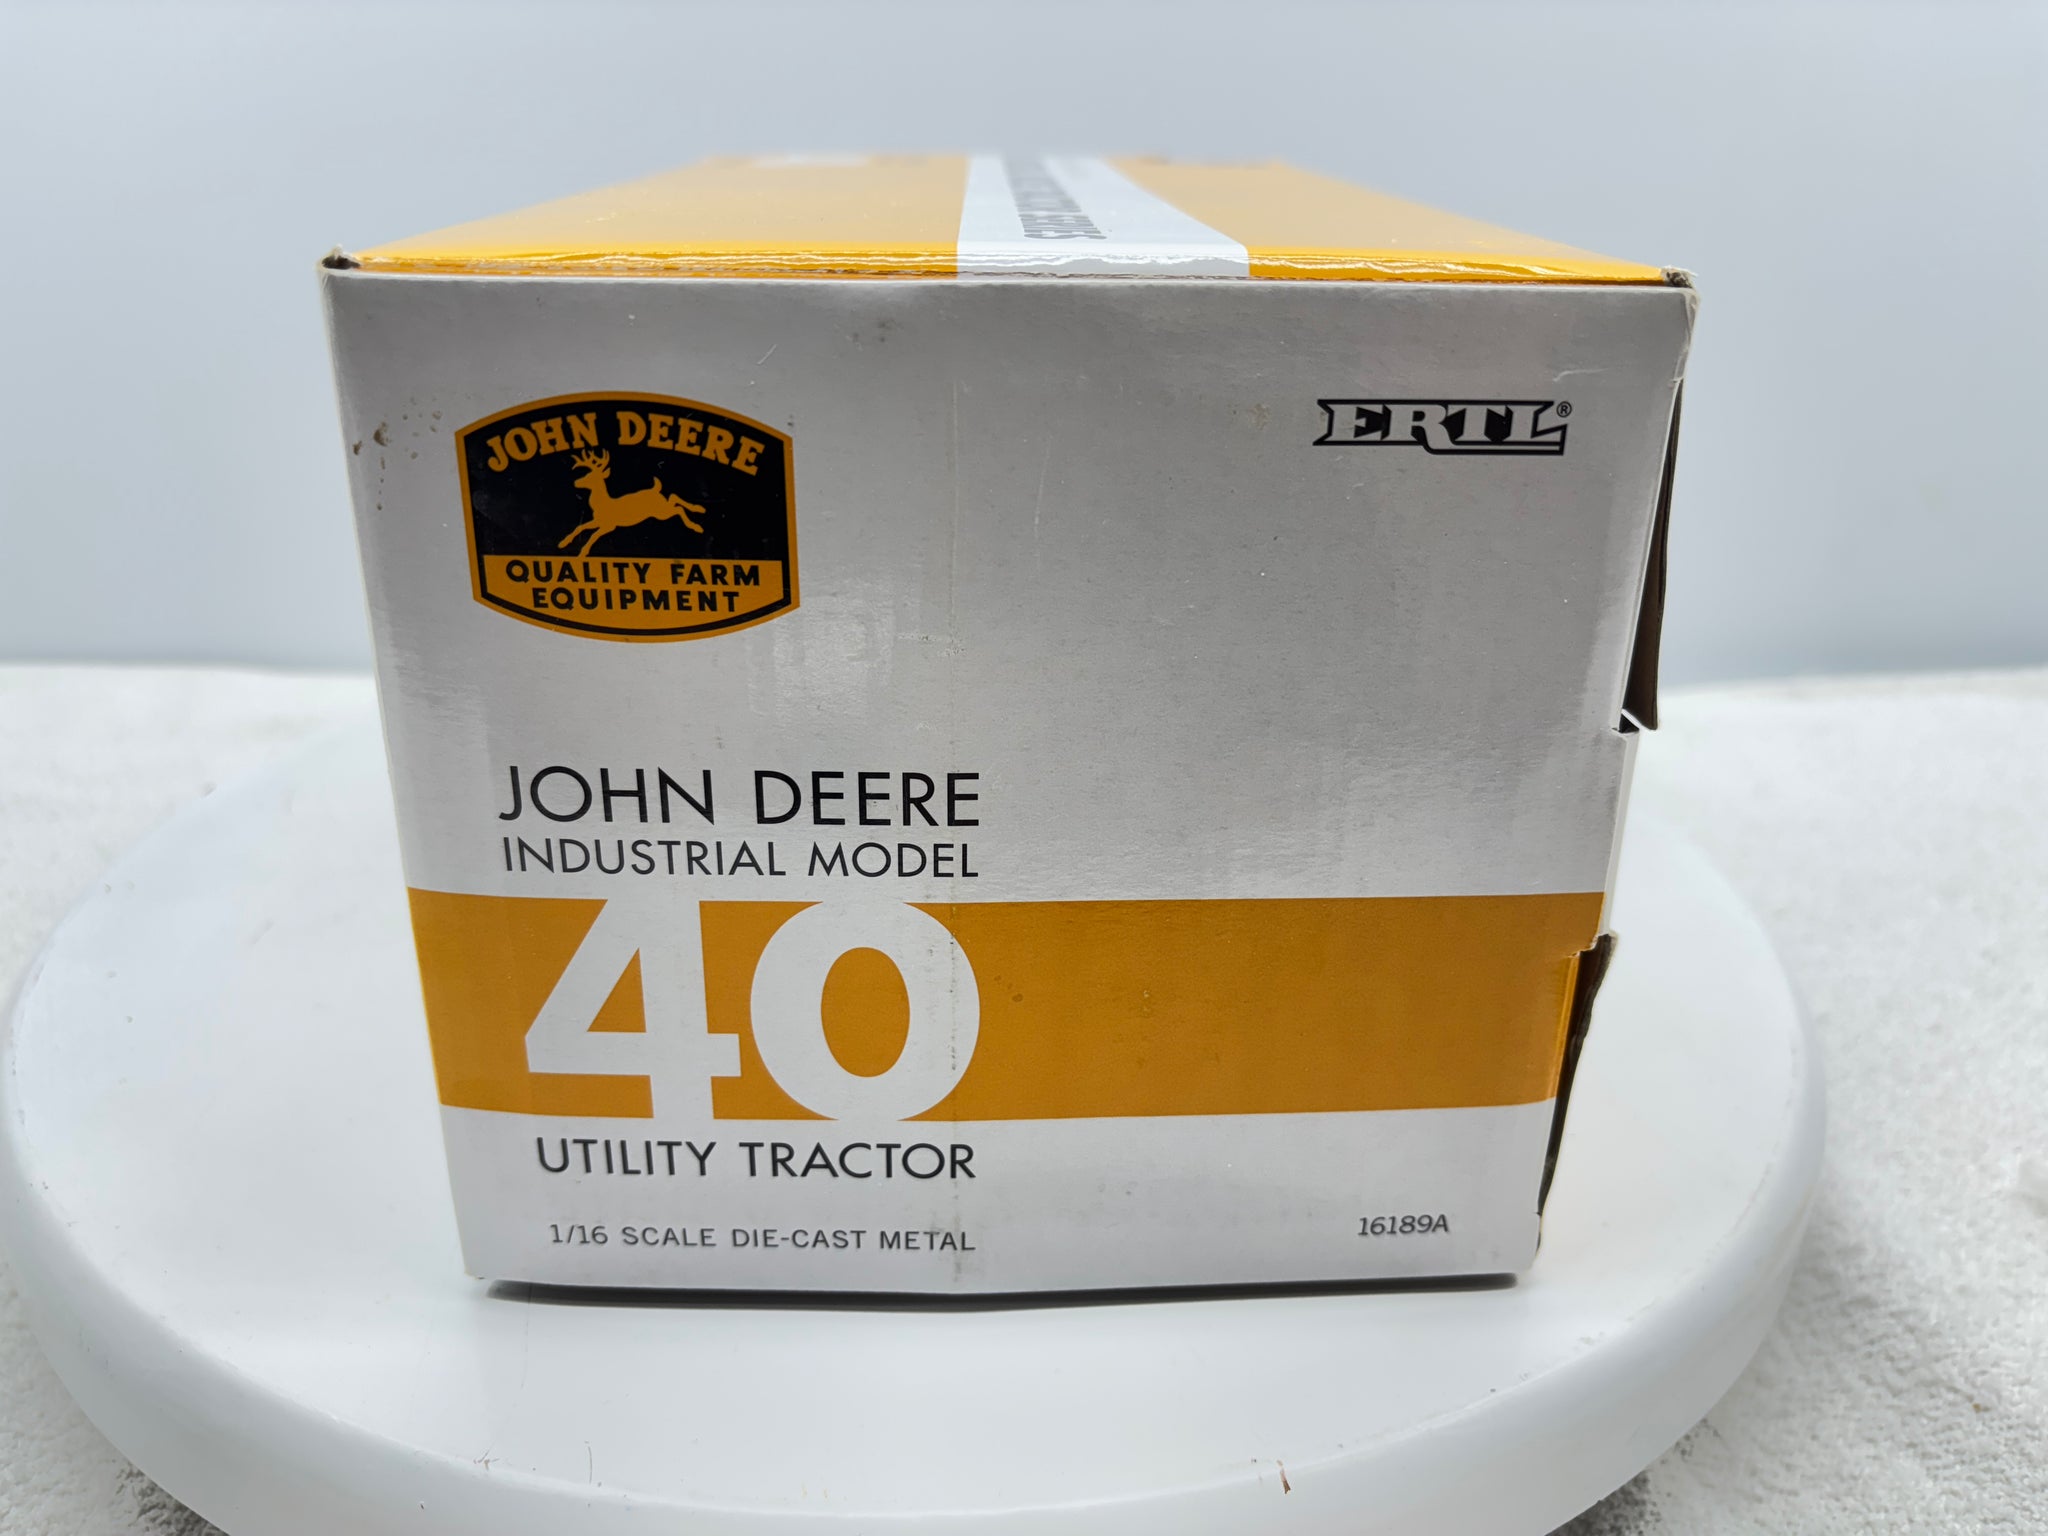 SERIES
JOHN DEERE
QUALITY FARM
EQUIPMENT
ERTL®
JOHN DEERE
INDUSTRIAL MODEL
40
UTILITY TRACTOR
1/16 SCALE DIE-CAST METAL
16189A